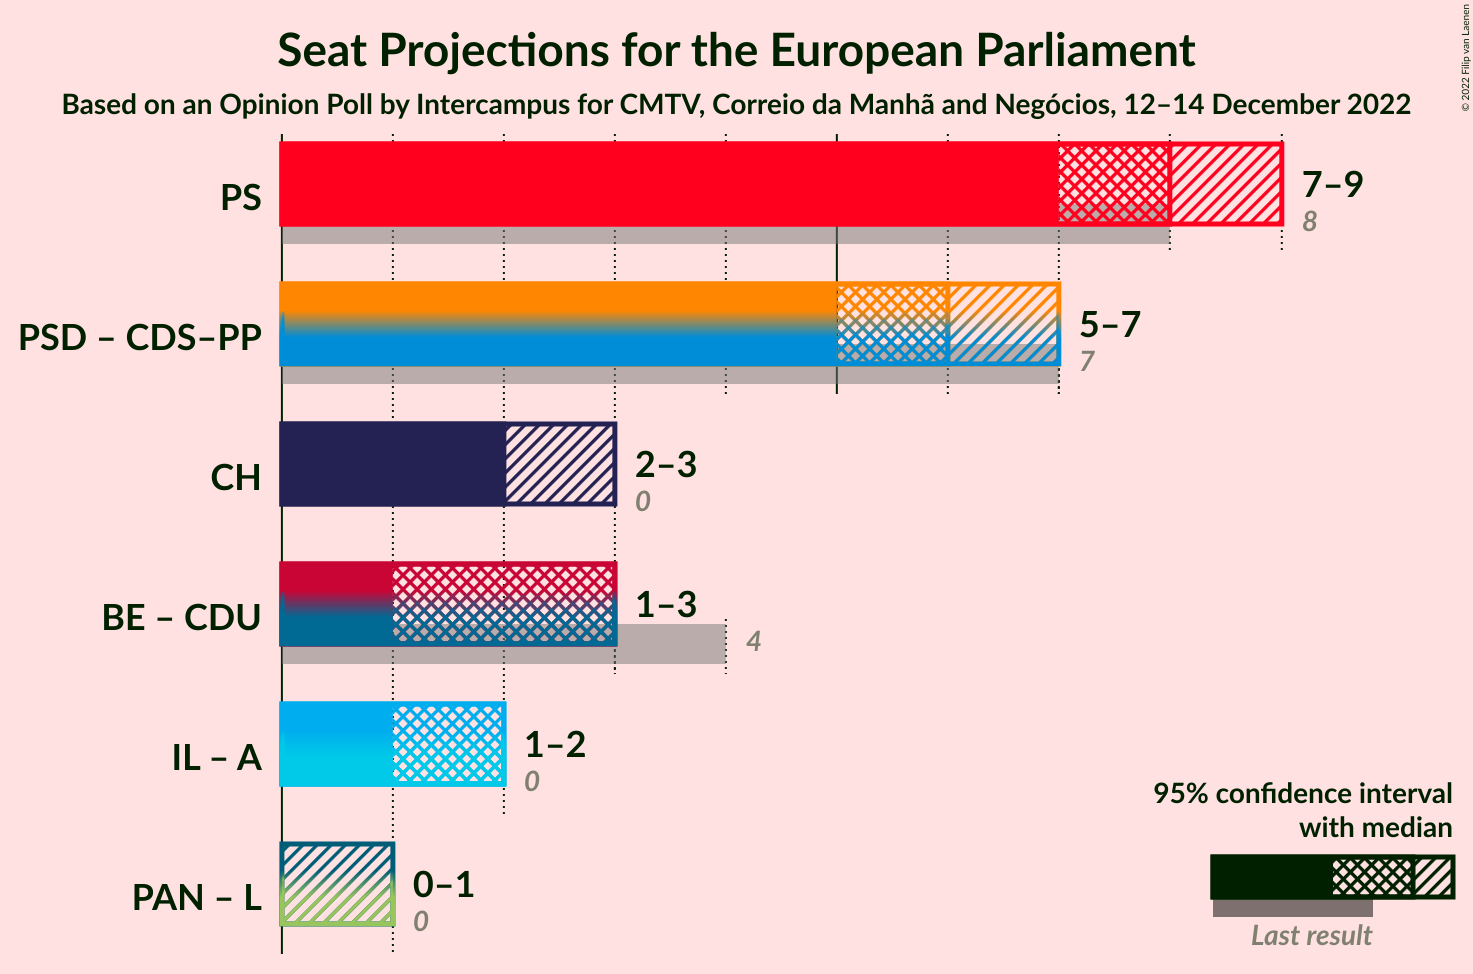 Seat Projections for the European Parliament
Based on an Opinion Poll by Intercampus for CMTV, Correio da Manhã and Negócios, 12–14 December 2022
© 2022 Filip van Laenen
PS
7–9
8
PSD – CDS–PP
5–7
7
CH
2–3
0
BE – CDU
1–3
4
IL – A
1–2
0
PAN – L
0–1
0
95% confidence interval
with median
Last result